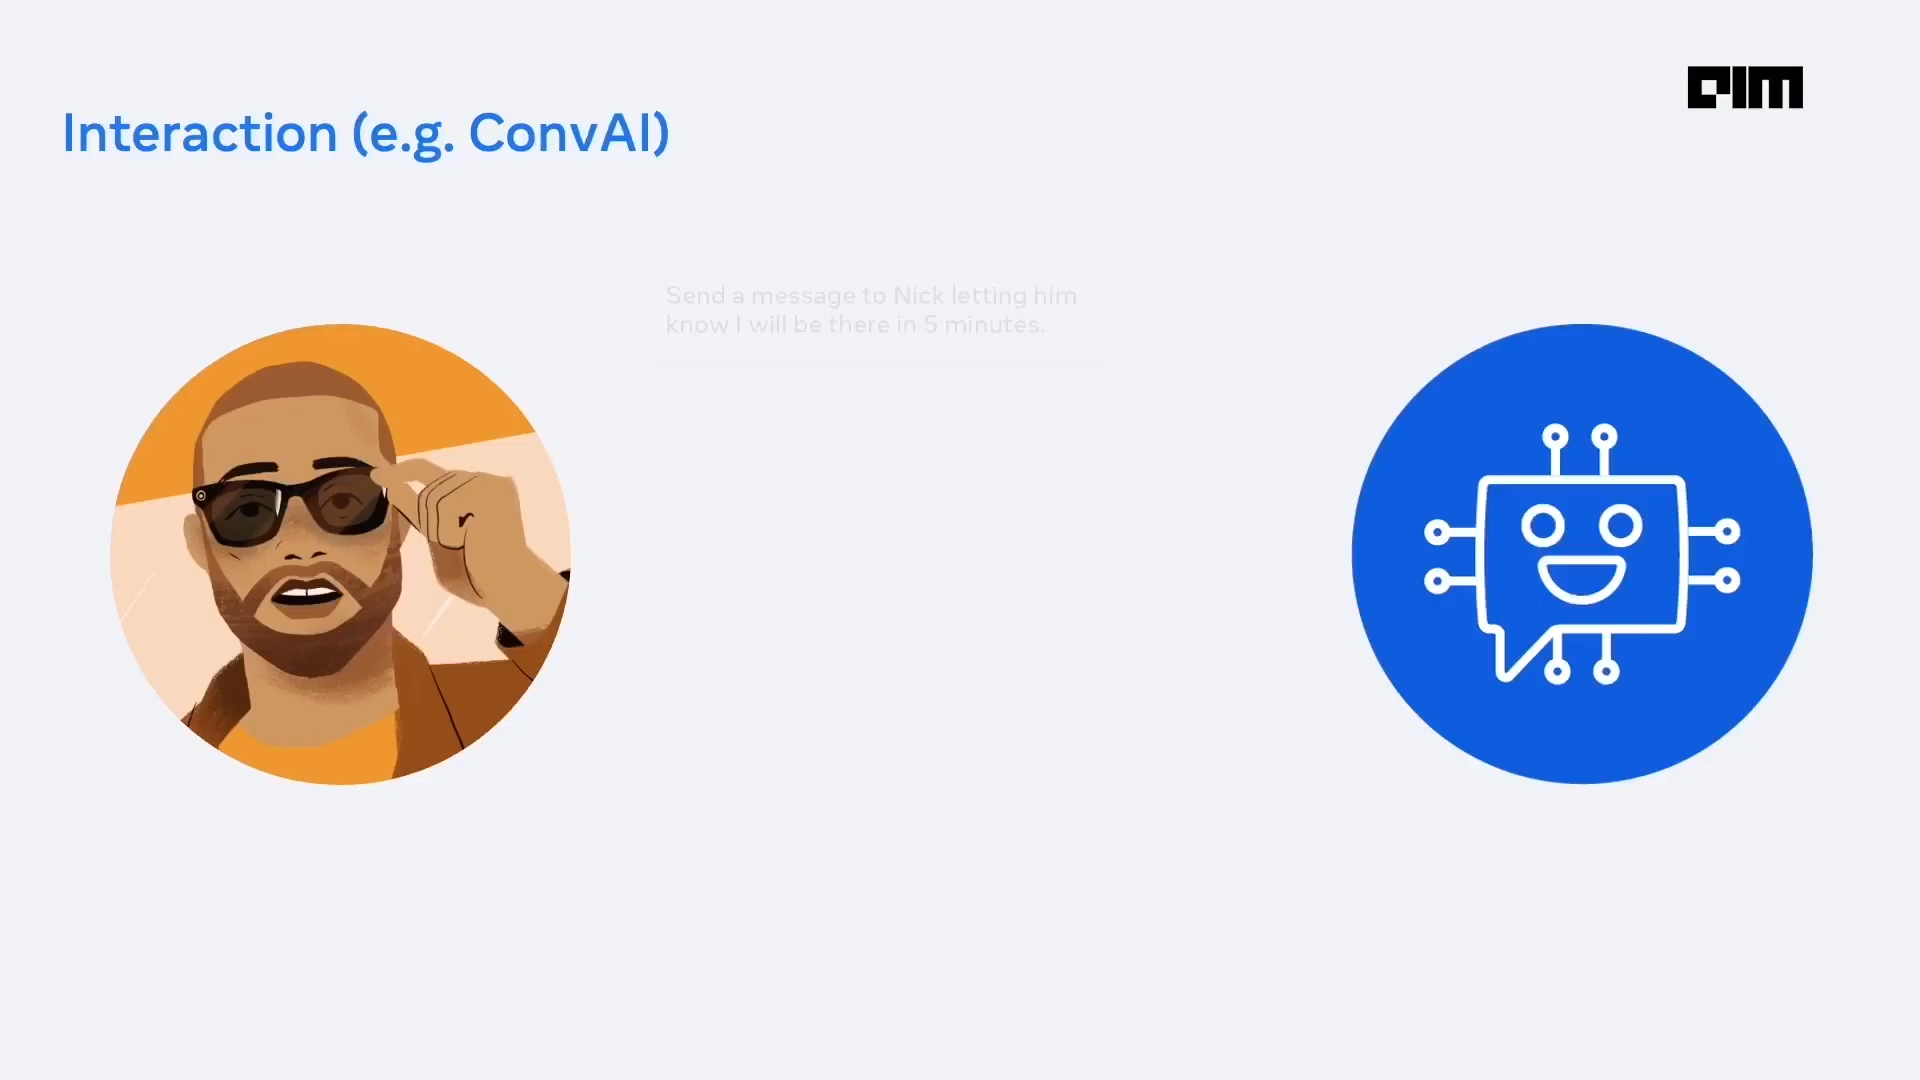 AIM
Interaction (e.g. ConvAI)
Send a message to Nick letting him
know I will be there in 5 minutes.